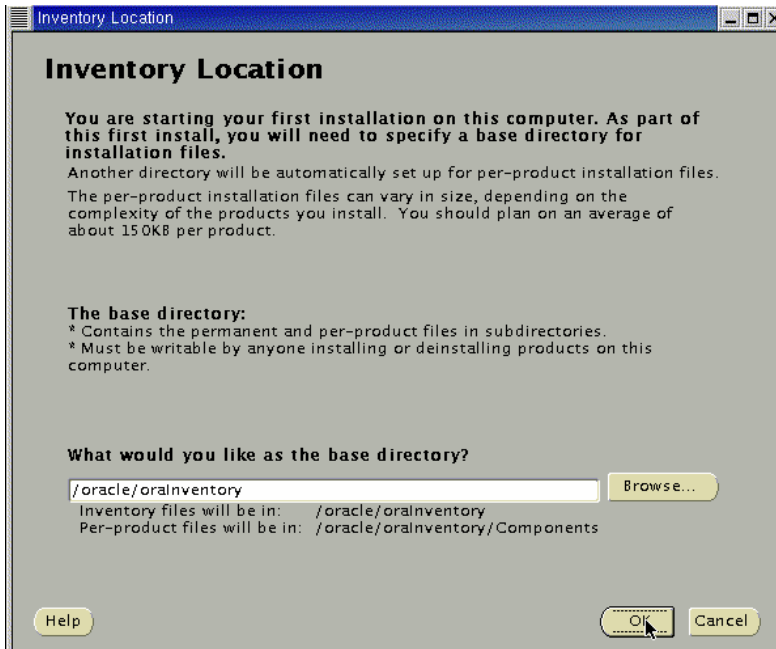 Inventory Location
Inventory Location
You are starting your first installation on this computer. As part of
this first install, you will need to specify a base directory for
installation files.
Another directory will be automatically set up for per-product installation files.
The per-product installation files can vary in size, depending on the
complexity of the products you install. You should plan on an average of
about 150KB per product.
The base directory:
* Contains the permanent and per-product files in subdirectories.
* Must be writable by anyone installing or deinstalling products on this
computer.
What would you like as the base directory?
/oracle/oraInventory
Browse...
Inventory files will be in: /oracle/oraInventory
Per-product files will be in: /oracle/oraInventory/Components
Help
OK
Cancel